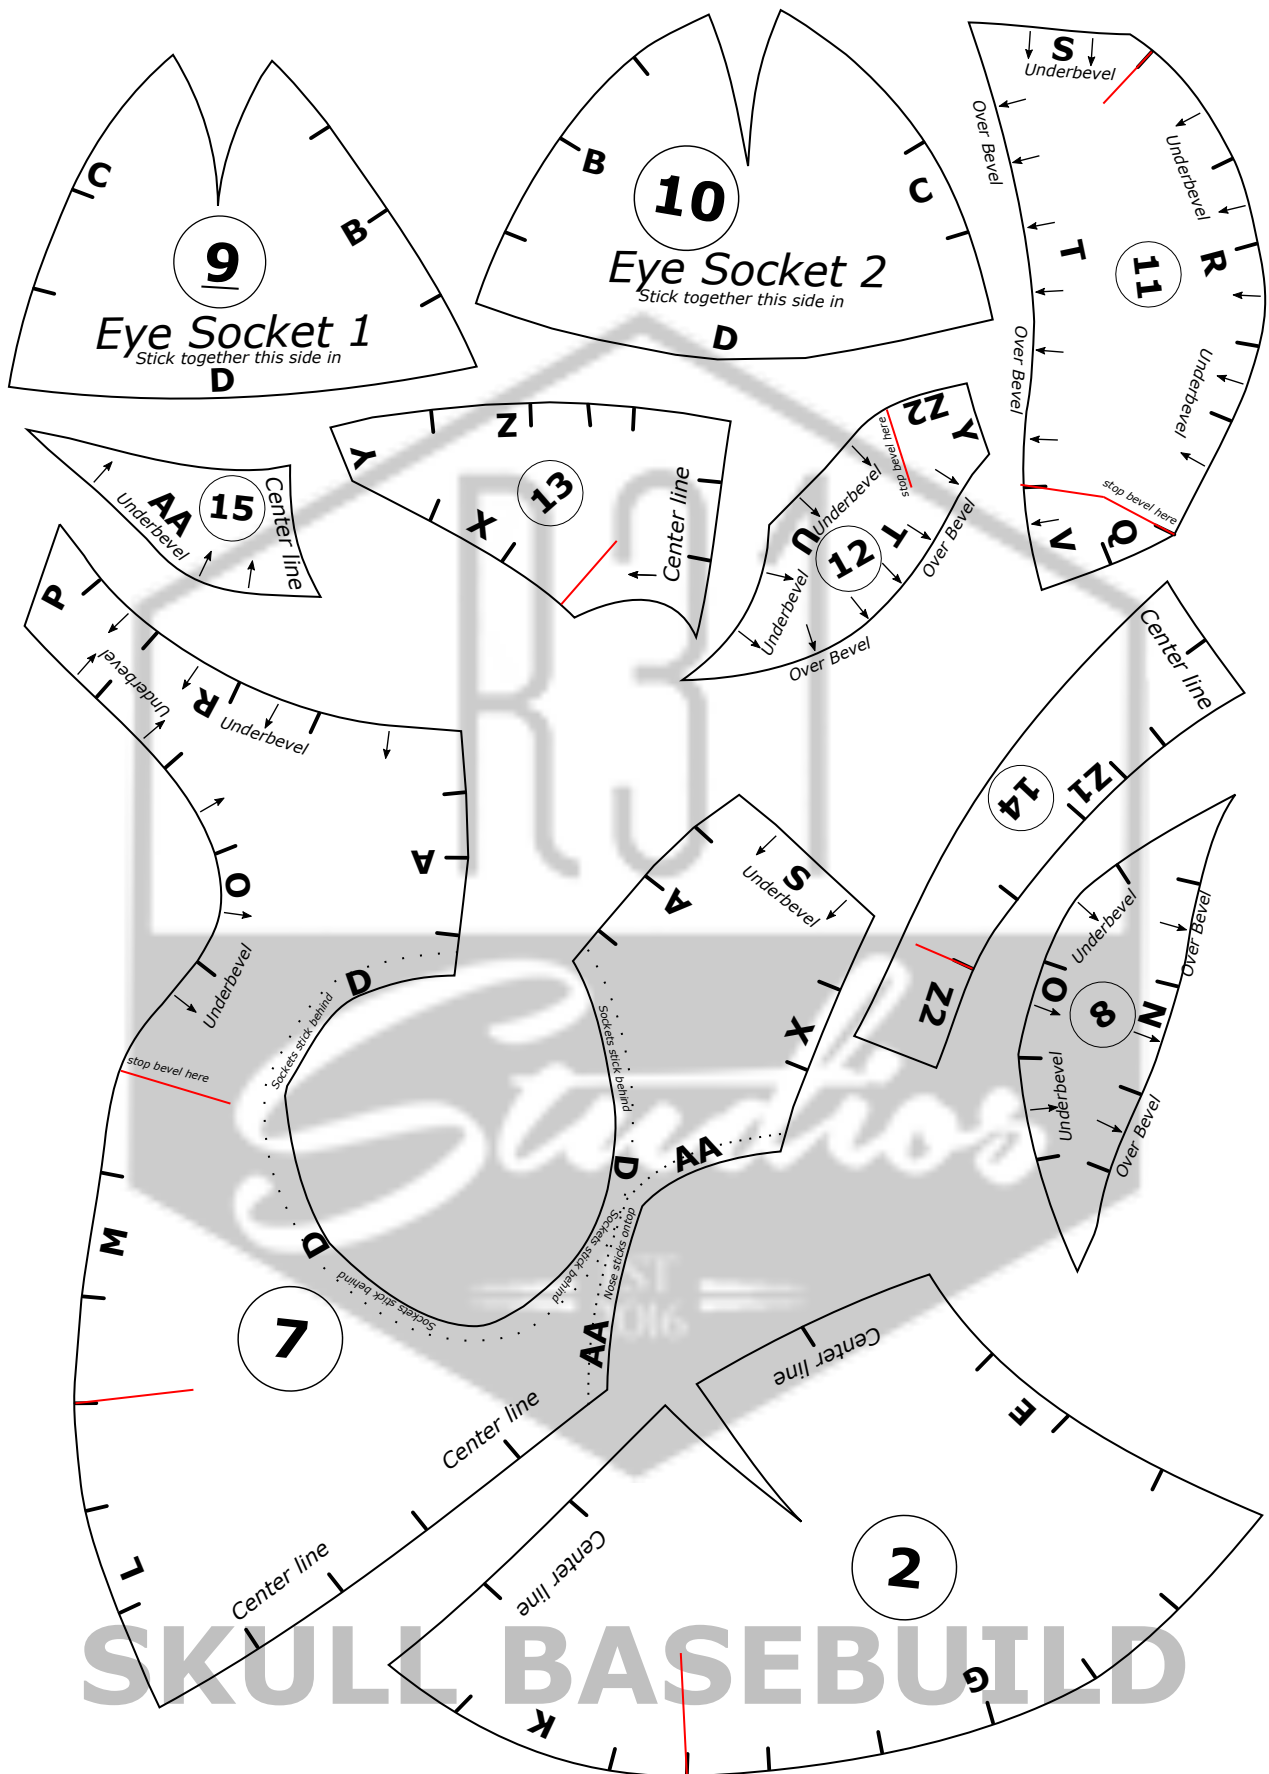 C
B
9
Eye Socket 1
Stick together this side in
D
B
10
C
Eye Socket 2
Stick together this side in
D
S
Underbevel
Over Bevel
Underbevel
T
11
R
Over Bevel
Underbevel
stop bevel here
V
Q
AA
15
Center line
Underbevel
Y
Z
13
X
Center line
Z2
Y
stop bevel here
Underbevel
U
12
T
Over Bevel
Underbevel
Over Bevel
P
Underbevel
R
Underbevel
A
O
Underbevel
D
Sockets stick behind
stop bevel here
M
D
Sockets stick behind
7
L
Center line
Center line
S
Underbevel
A
X
Sockets stick behind
D
AA
Sockets stick behind
Nose sticks ontop
AA
Center line
14
Z1
Z2
Underbevel
Over Bevel
O
8
N
Underbevel
Over Bevel
Center line
E
Center line
2
G
K
R31
Studios
EST
2016
SKULL BASEBUILD